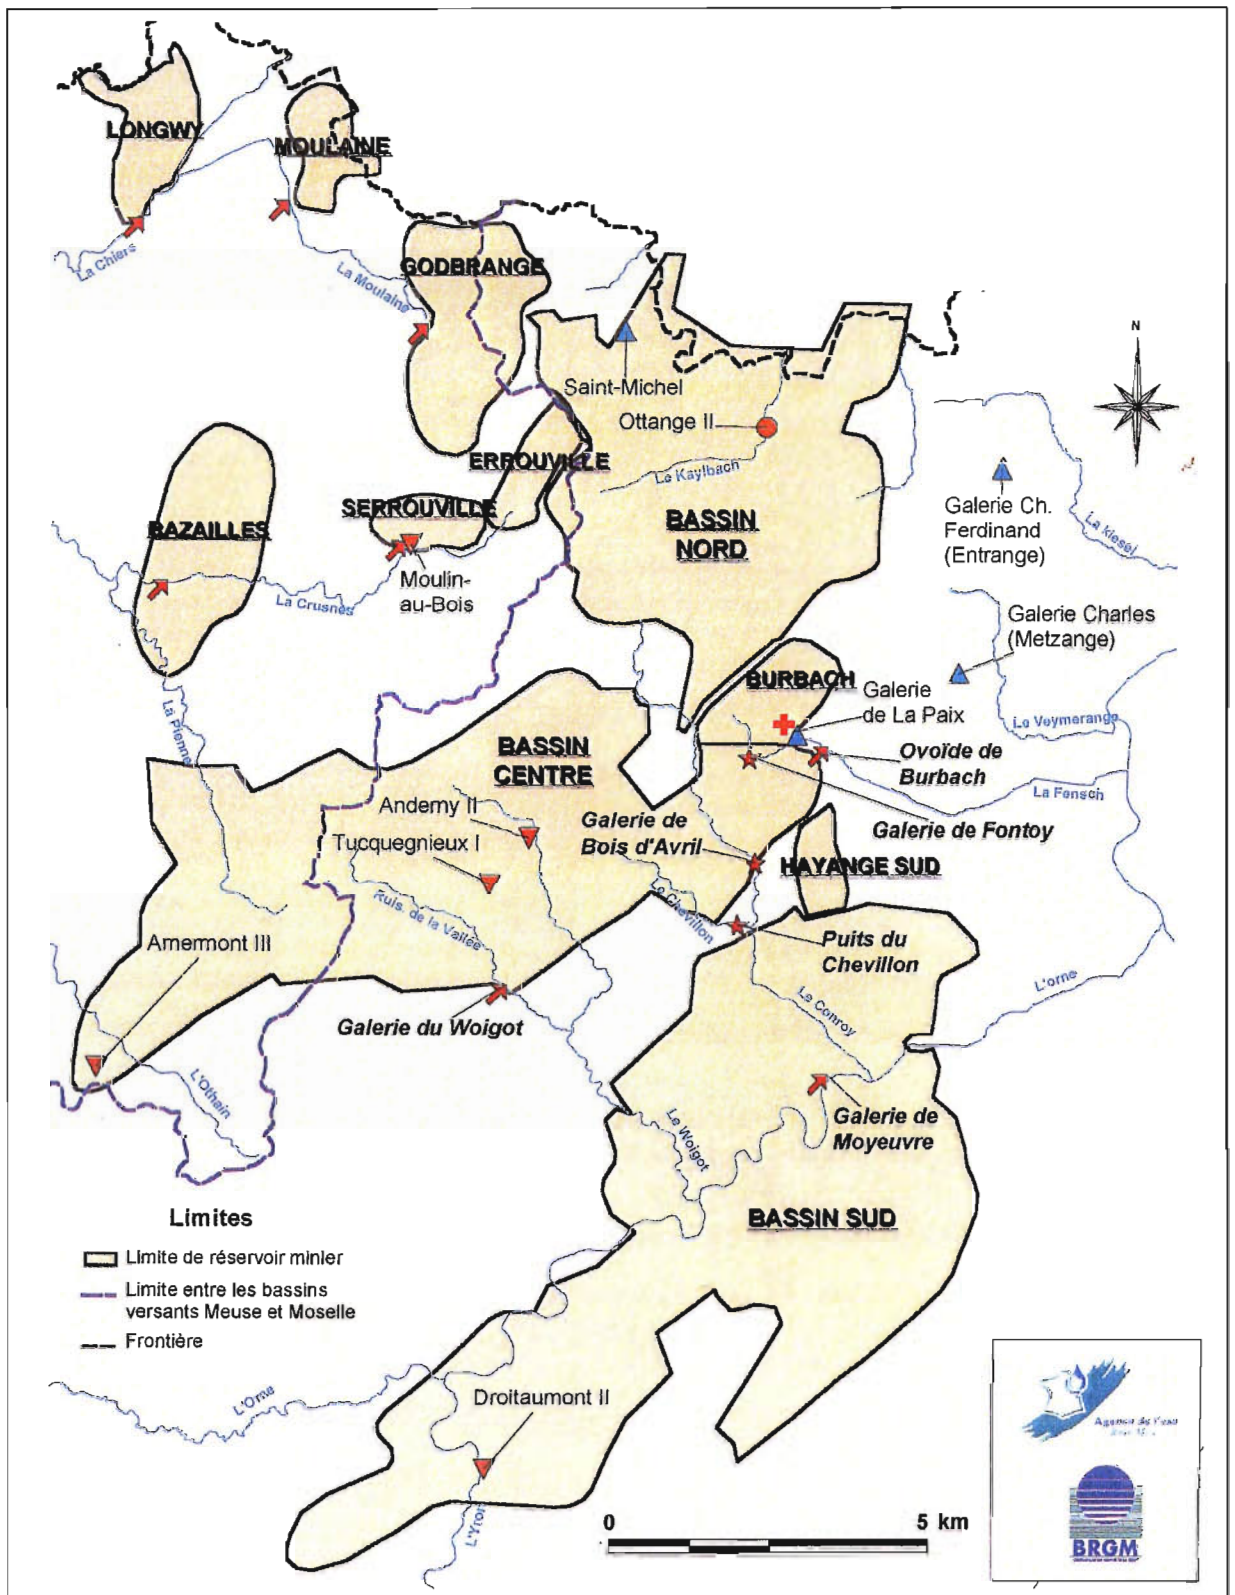 LONGWY
MOULAINE
La Chiers
La Moulaine
GODBRANGE
N
Saint-Michel
Ottange II
Le Kaylbach
ERROUVILLE
SERROUVILLE
BAZAILLES
BASSIN
NORD
Galerie Ch.
Ferdinand
(Entrange)
La kiesel
Moulin-
au-Bois
La Crusnes
Galerie Charles
(Metzange)
BURBACH
Galerie
de La Paix
La Pienne
Le Veymerange
BASSIN
CENTRE
Ovoïde de
Burbach
La Fensch
Andemy II
Galerie de
Bois d'Avril
Galerie de Fontoy
Tucquegnieux I
HAYANGE SUD
Le Chevillon
Ruis. de la Vallée
Amermont III
Puits du
Chevillon
L'orne
Le Conroy
Galerie du Woigot
L'Othain
Galerie de
Moyeuvre
Le Woigot
BASSIN SUD
Limites
Limite de réservoir minier
Limite entre les bassins
versants Meuse et Moselle
Frontière
L'Orne
Droitaumont II
L'Yron
0 5 km
Agence de l'eau
BRGM